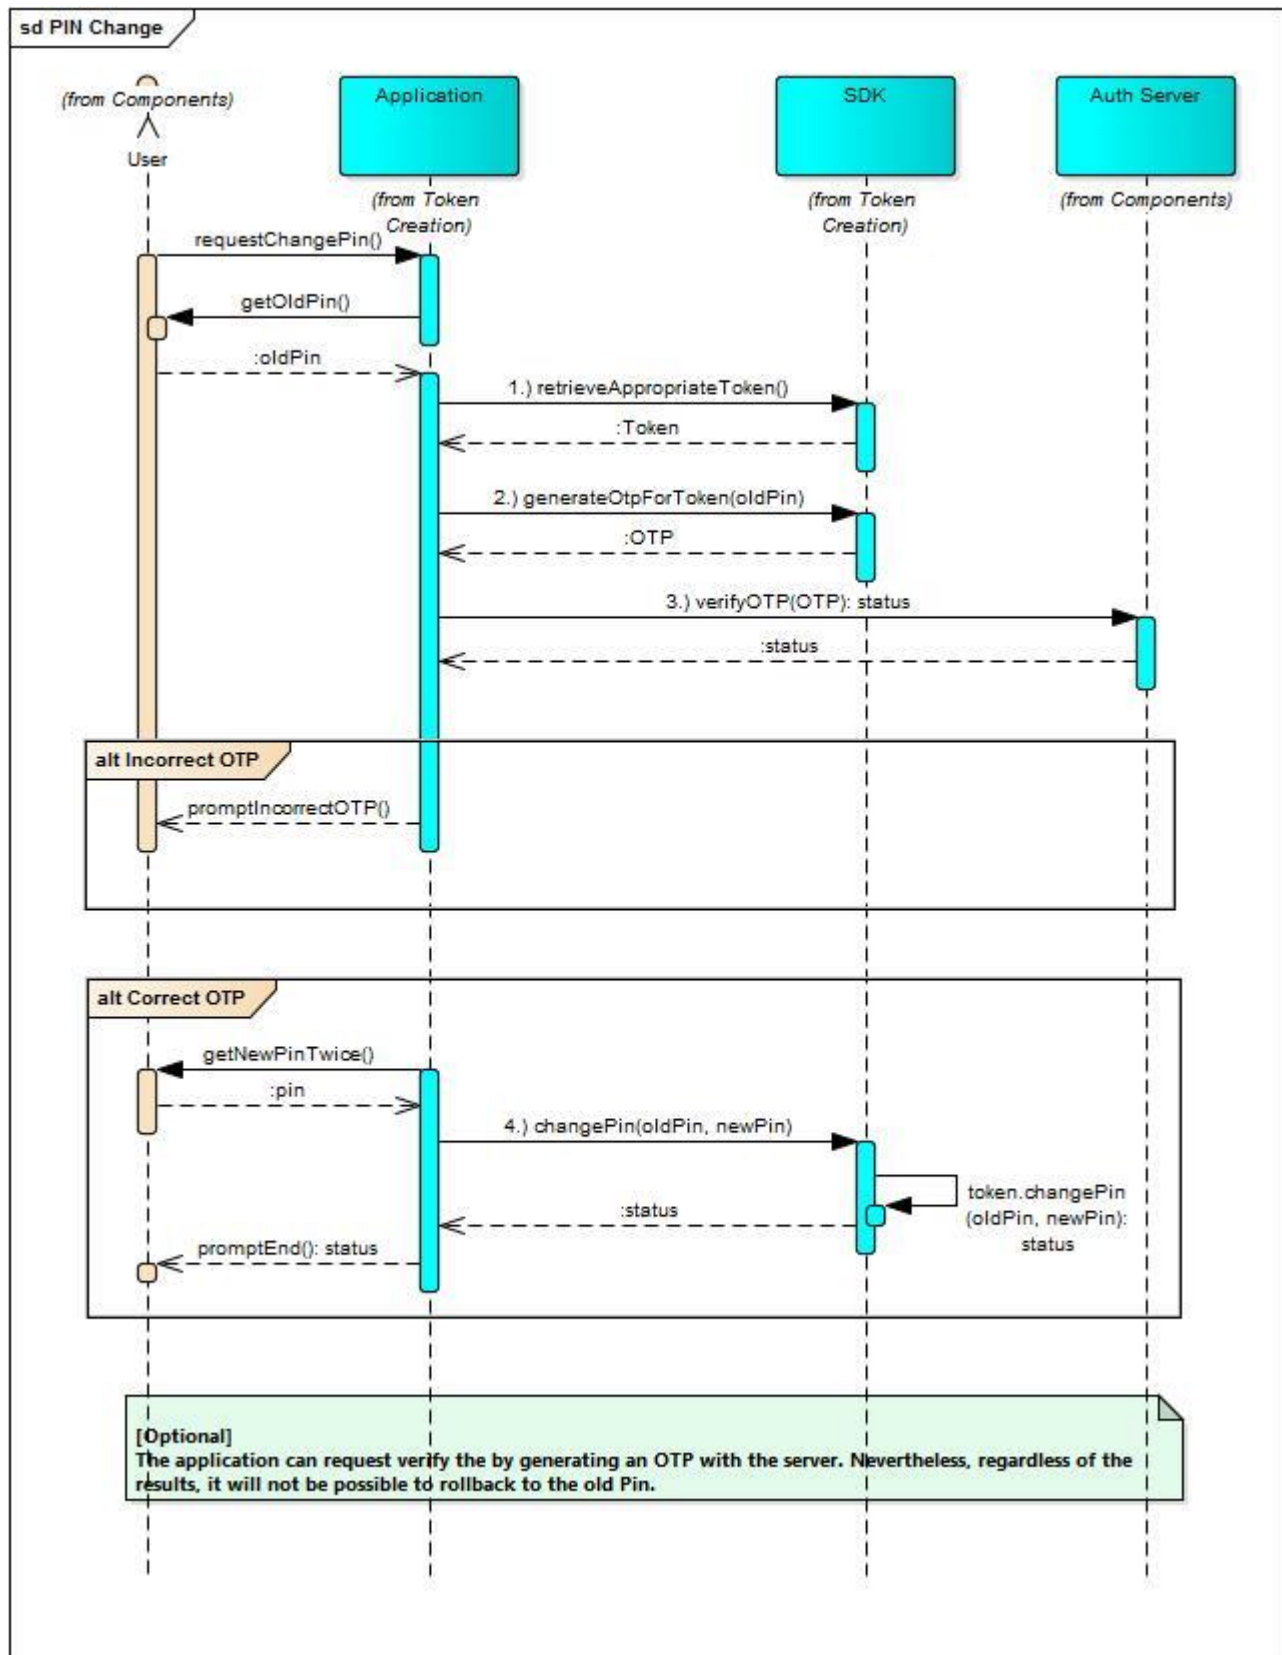 sd PIN Change
(from Components)
User
Application
(from Token
Creation)
SDK
(from Token
Creation)
Auth Server
(from Components)
requestChangePin()
getOldPin()
:oldPin
1.) retrieveAppropriateToken()
:Token
2.) generateOtpForToken(oldPin)
:OTP
3.) verifyOTP(OTP): status
:status
alt Incorrect OTP
promptIncorrectOTP()
alt Correct OTP
getNewPinTwice()
:pin
4.) changePin(oldPin, newPin)
token.changePin
(oldPin, newPin):
status
:status
promptEnd(): status
[Optional]
The application can request verify the by generating an OTP with the server. Nevertheless, regardless of the
results, it will not be possible to rollback to the old Pin.